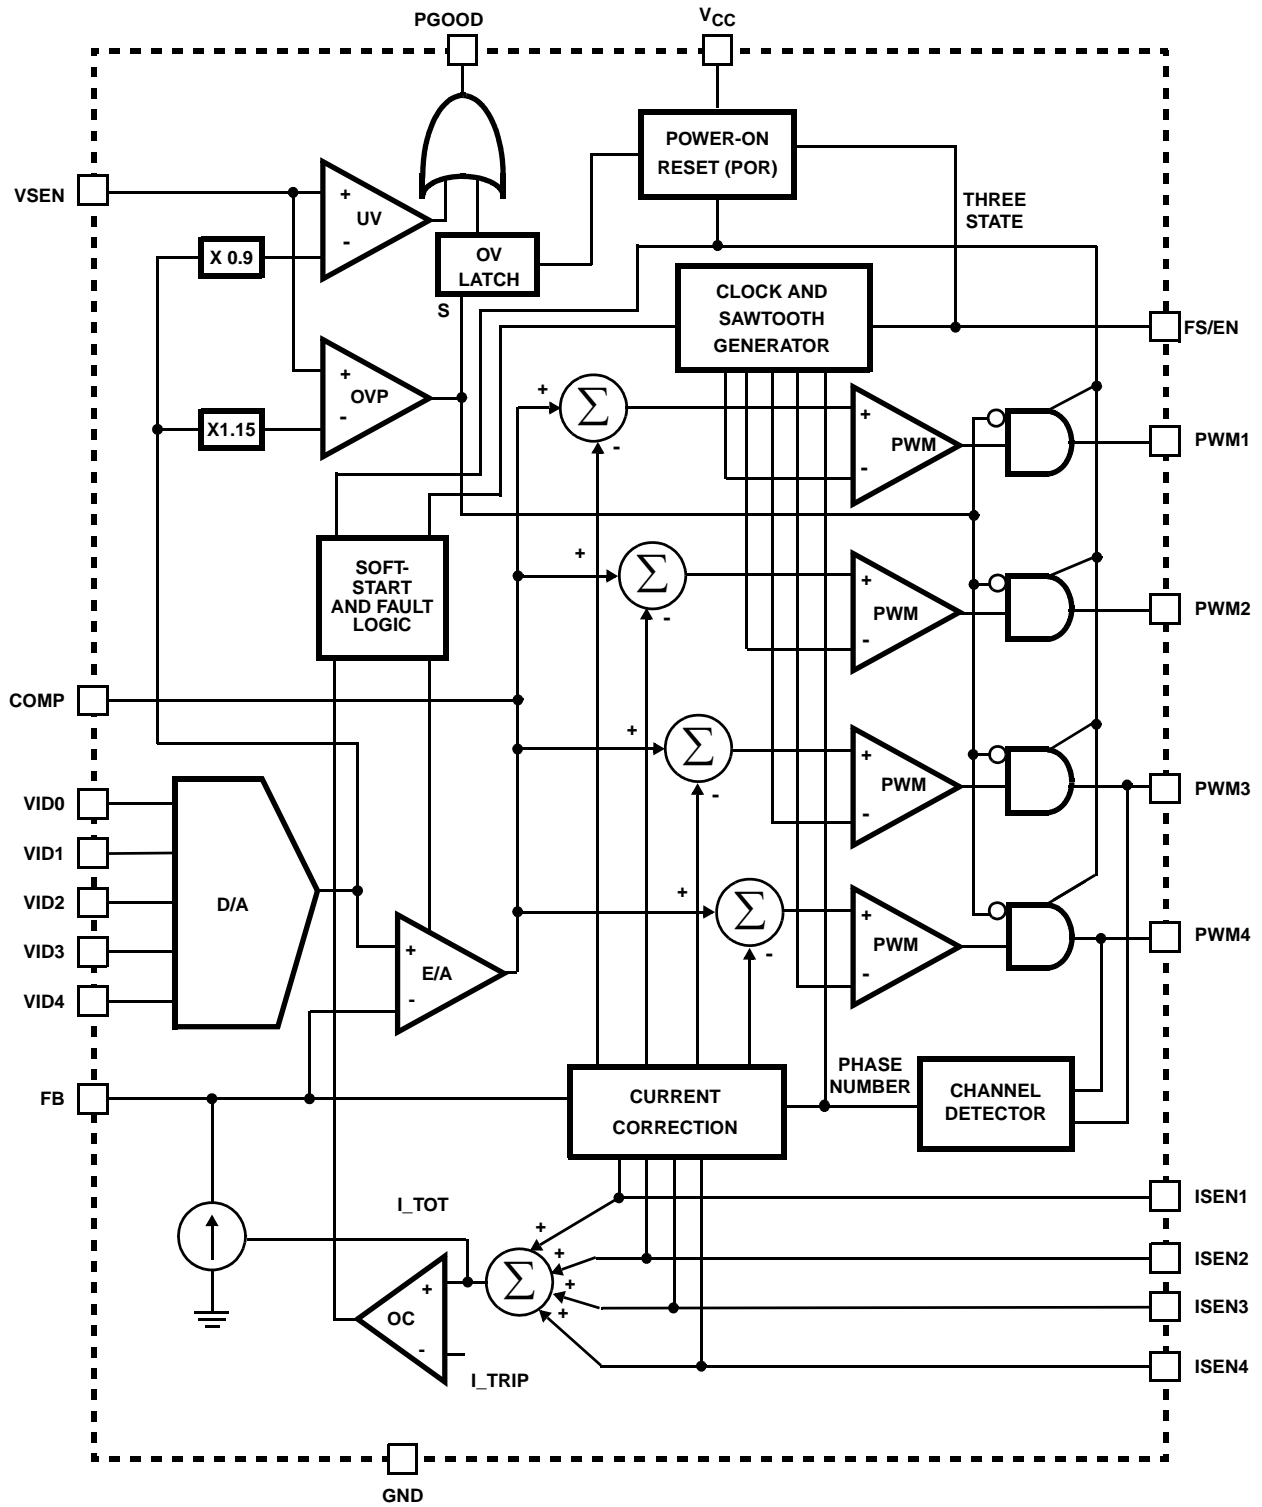 PGOOD
VCC
POWER-ON
RESET (POR)
VSEN
+
UV
-
THREE
STATE
X 0.9
OV
LATCH
S
CLOCK AND
SAWTOOTH
GENERATOR
FS/EN
+
OVP
-
X1.15
+
Σ
-
+
PWM
-
PWM1
SOFT-
START
AND FAULT
LOGIC
+
Σ
-
+
PWM
-
PWM2
COMP
+
Σ
-
+
PWM
-
PWM3
VID0
VID1
VID2
VID3
VID4
D/A
+
E/A
-
+
Σ
-
+
PWM
-
PWM4
FB
CURRENT
CORRECTION
PHASE
NUMBER
CHANNEL
DETECTOR
I_TOT
+
+
+
+
Σ
ISEN1
ISEN2
ISEN3
ISEN4
+
OC
-
I_TRIP
GND